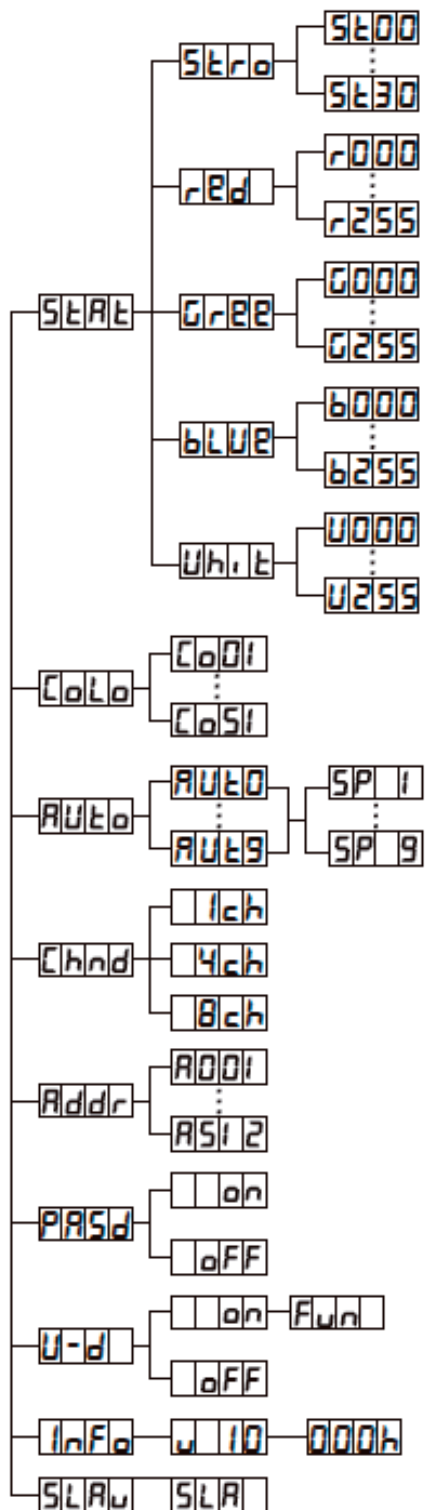 St00
Stro
St30
r000
red
r255
G000
Gree
G255
StAt
b000
bLUE
b255
U000
Uhit
U255
Co01
CoLo
Co51
AUt0 SP 1
AUto
AUt9 SP 9
1ch
Chnd 4ch
8ch
A001
Addr
A512
on
PASd
oFF
on Fun
U-d
oFF
InFo v 10 000h
SLAv SLA